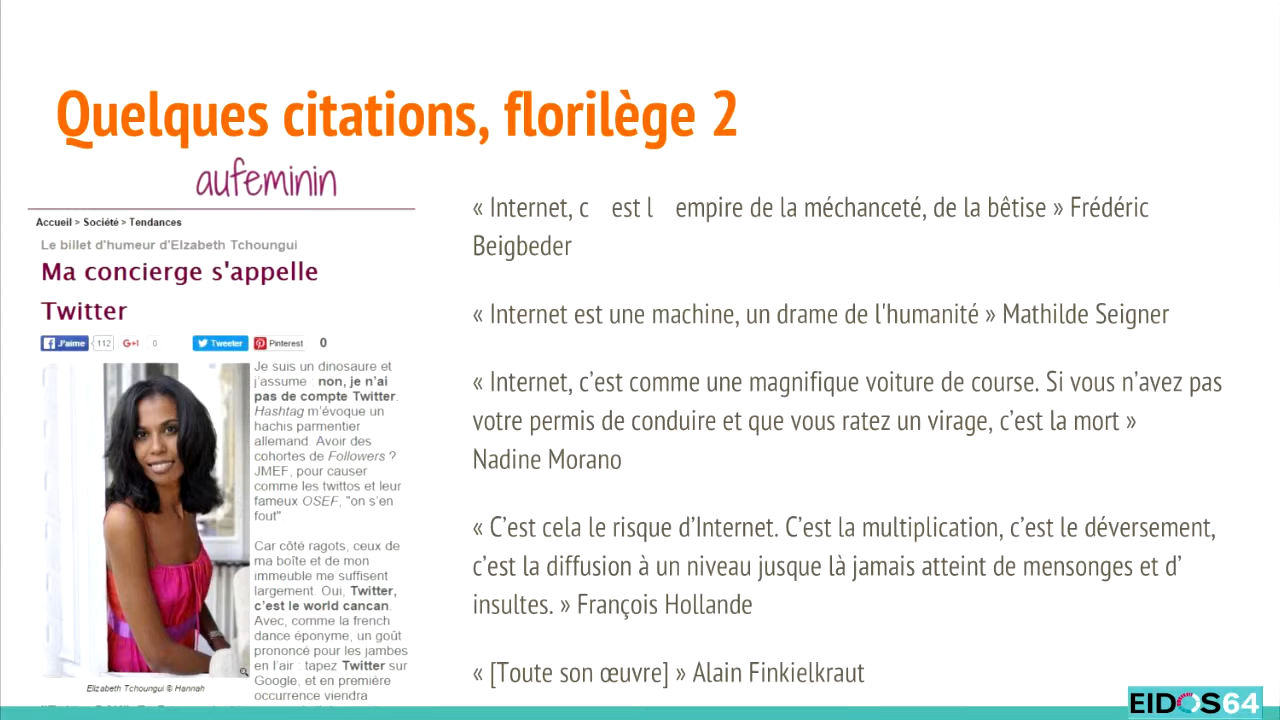 Quelques citations, florilège 2
aufeminin
Accueil > Société > Tendances
Le billet d'humeur d'Elzabeth Tchoungui
Ma concierge s'appelle
Twitter
J'aime 112 G+1 0 Tweeter Pinterest 0
Je suis un dinosaure et
j'assume : non, je n'ai
pas de compte Twitter.
Hashtag m'évoque un
hachis parmentier
allemand. Avoir des
cohortes de Followers ?
JMEF, pour causer
comme les twittos et leur
fameux OSEF, "on s'en
fout".
Car côté ragots, ceux de
ma boîte et de mon
immeuble me suffisent
largement. Oui, Twitter,
c'est le world cancan.
Avec, comme la french
dance éponyme, un goût
prononcé pour les jambes
en l'air : tapez Twitter sur
Google, et en première
occurrence viendra
Elizabeth Tchoungui © Hannah
« Internet, c est l empire de la méchanceté, de la bêtise » Frédéric
Beigbeder
« Internet est une machine, un drame de l'humanité » Mathilde Seigner
« Internet, c’est comme une magnifique voiture de course. Si vous n’avez pas
votre permis de conduire et que vous ratez un virage, c’est la mort »
Nadine Morano
« C’est cela le risque d’Internet. C’est la multiplication, c’est le déversement,
c’est la diffusion à un niveau jusque là jamais atteint de mensonges et d’
insultes. » François Hollande
« [Toute son œuvre] » Alain Finkielkraut
EIDOS64